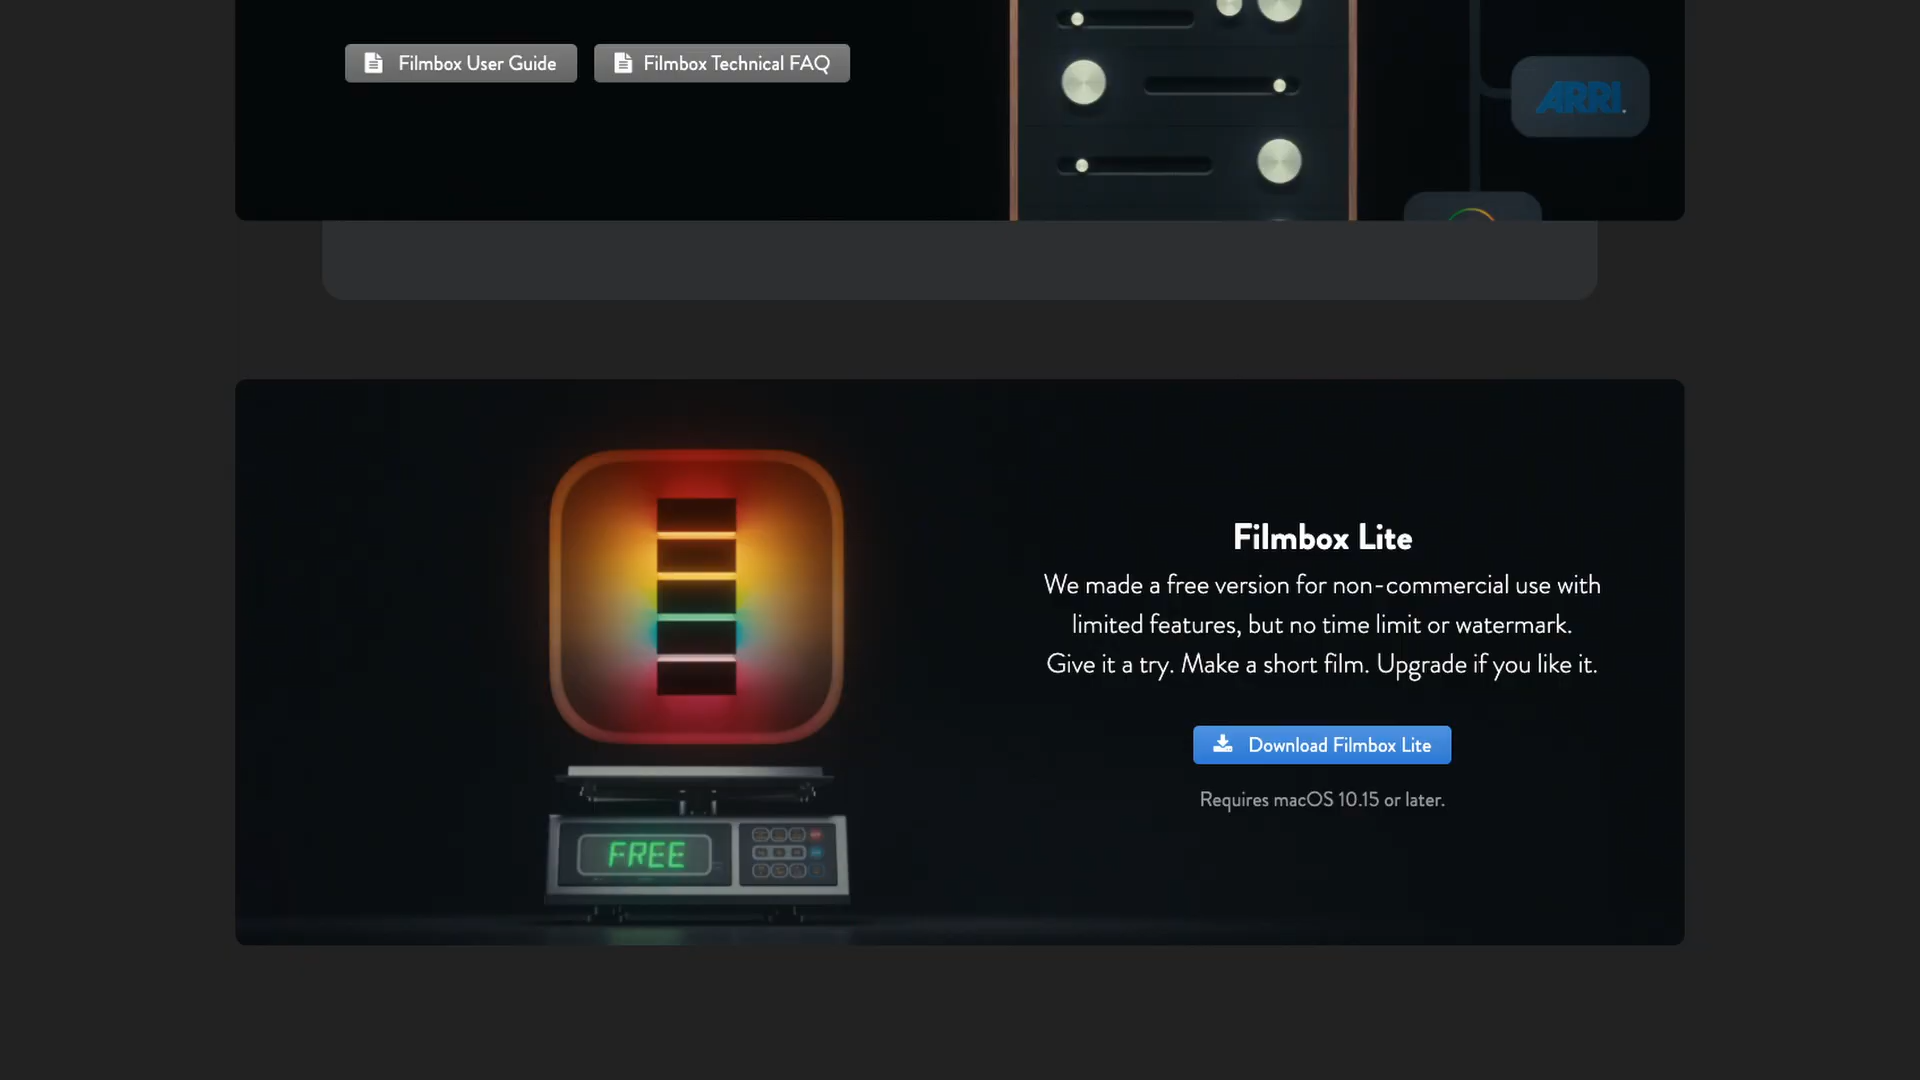 Filmbox User Guide
Filmbox Technical FAQ
ARRI
Filmbox Lite
We made a free version for non-commercial use with
limited features, but no time limit or watermark.
Give it a try. Make a short film. Upgrade if you like it.
Download Filmbox Lite
Requires macOS 10.15 or later.
FREE